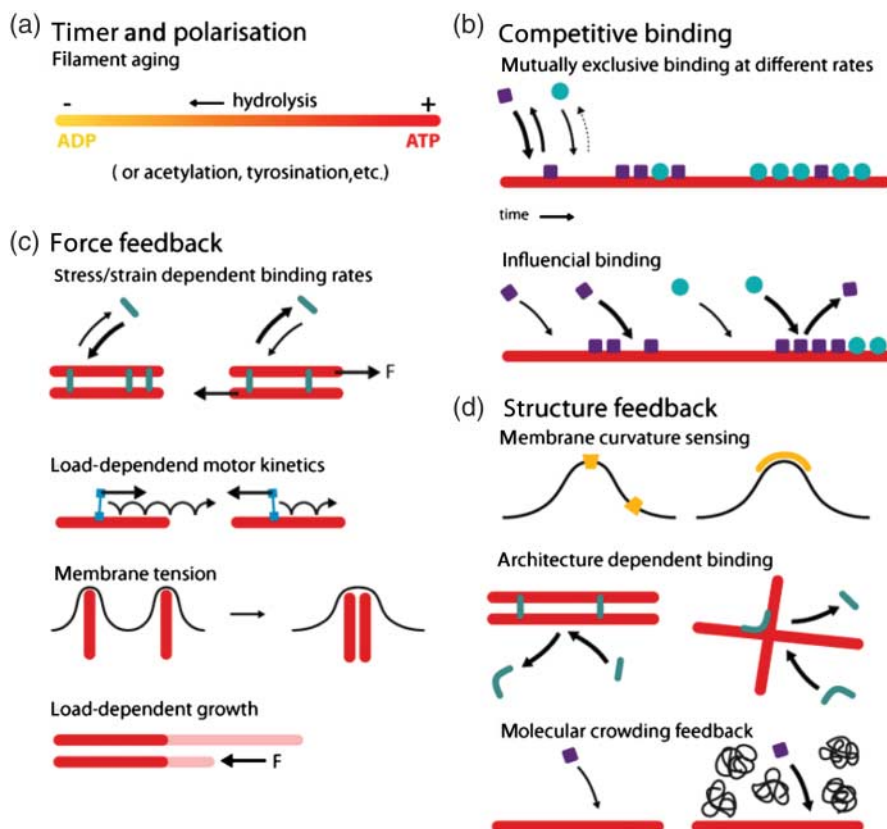 (a) Timer and polarisation
Filament aging
- hydrolysis +
ADP ATP
( or acetylation, tyrosination,etc.)
(b) Competitive binding
Mutually exclusive binding at different rates
time
Influencial binding
(c) Force feedback
Stress/strain dependent binding rates
F
Load-dependend motor kinetics
Membrane tension
Load-dependent growth
F
(d) Structure feedback
Membrane curvature sensing
Architecture dependent binding
Molecular crowding feedback